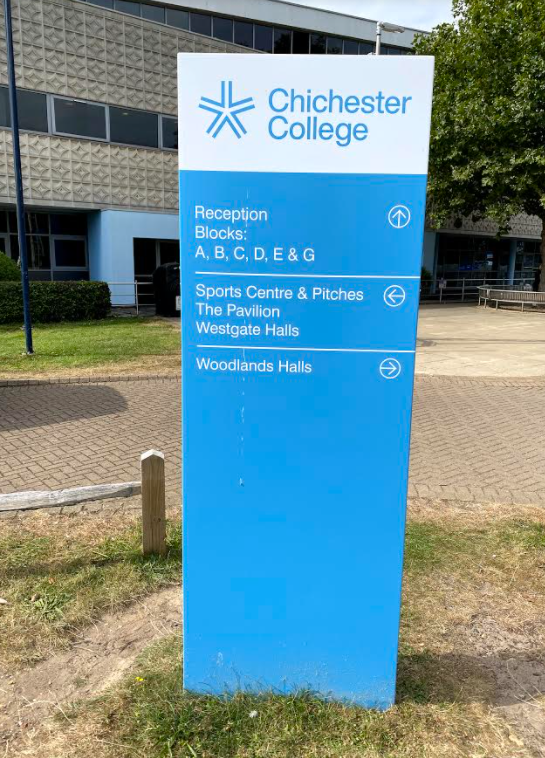 Chichester
College
Reception
Blocks:
A, B, C, D, E & G
Sports Centre & Pitches
The Pavilion
Westgate Halls
Woodlands Halls